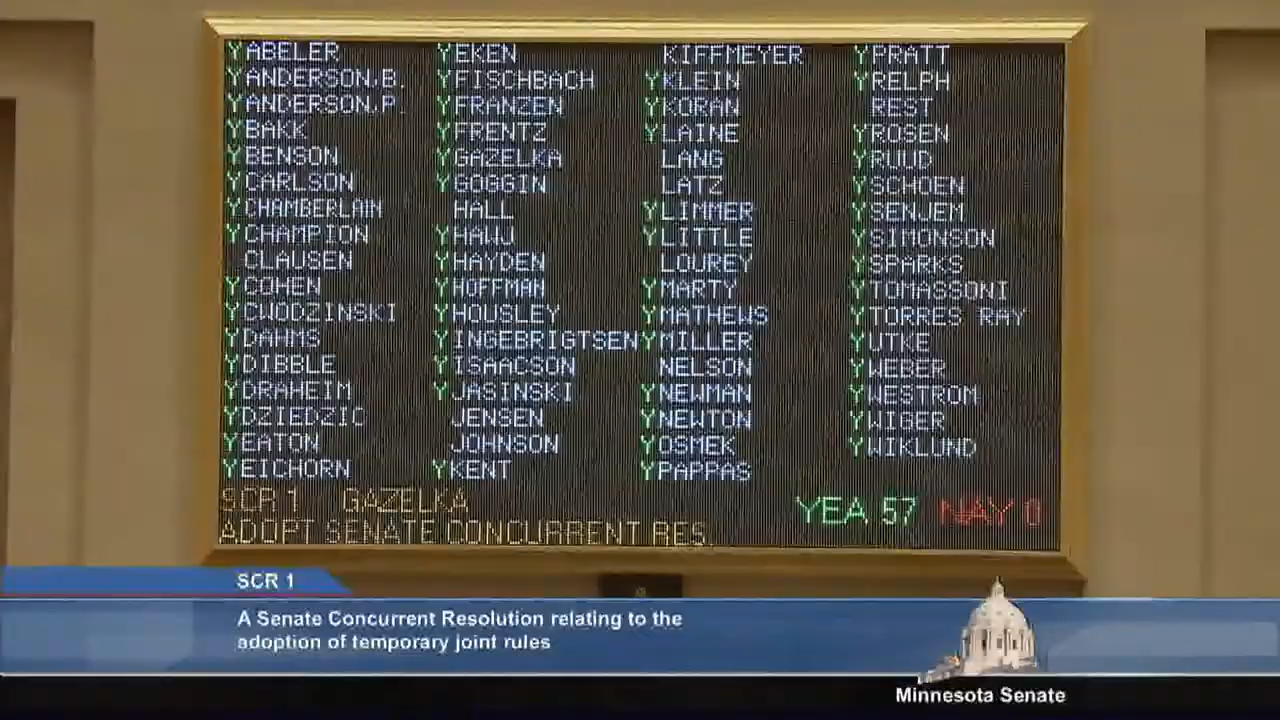 YABELER
YANDERSON,B.
YANDERSON,P.
YBAKK
YBENSON
YCARLSON
YCHAMBERLAIN
YCHAMPION
CLAUSEN
YCOHEN
YCWODZINSKI
YDAHMS
YDIBBLE
YDRAHEIM
YDZIEDZIC
YEATON
YEICHORN
YEKEN
YFISCHBACH
YFRANZEN
YFRENTZ
YGAZELKA
YGOGGIN
HALL
YHAWJ
YHAYDEN
YHOFFMAN
YHOUSLEY
YINGEBRIGTSEN
YISAACSON
YJASINSKI
JENSEN
JOHNSON
YKENT
KIFFMEYER
YKLEIN
YKORAN
YLAINE
LANG
LATZ
YLIMMER
YLITTLE
LOUREY
YMARTY
YMATHEWS
YMILLER
NELSON
YNEWMAN
YNEWTON
YOSMEK
YPAPPAS
YPRATT
YRELPH
REST
YROSEN
YRUUD
YSCHOEN
YSENJEM
YSIMONSON
YSPARKS
YTOMASSONI
YTORRES RAY
YUTKE
YWEBER
YWESTROM
YWIGER
YWIKLUND
SCR 1 GAZELKA
ADOPT SENATE CONCURRENT RES.
YEA 57 NAY 0
SCR 1
A Senate Concurrent Resolution relating to the
adoption of temporary joint rules
Minnesota Senate